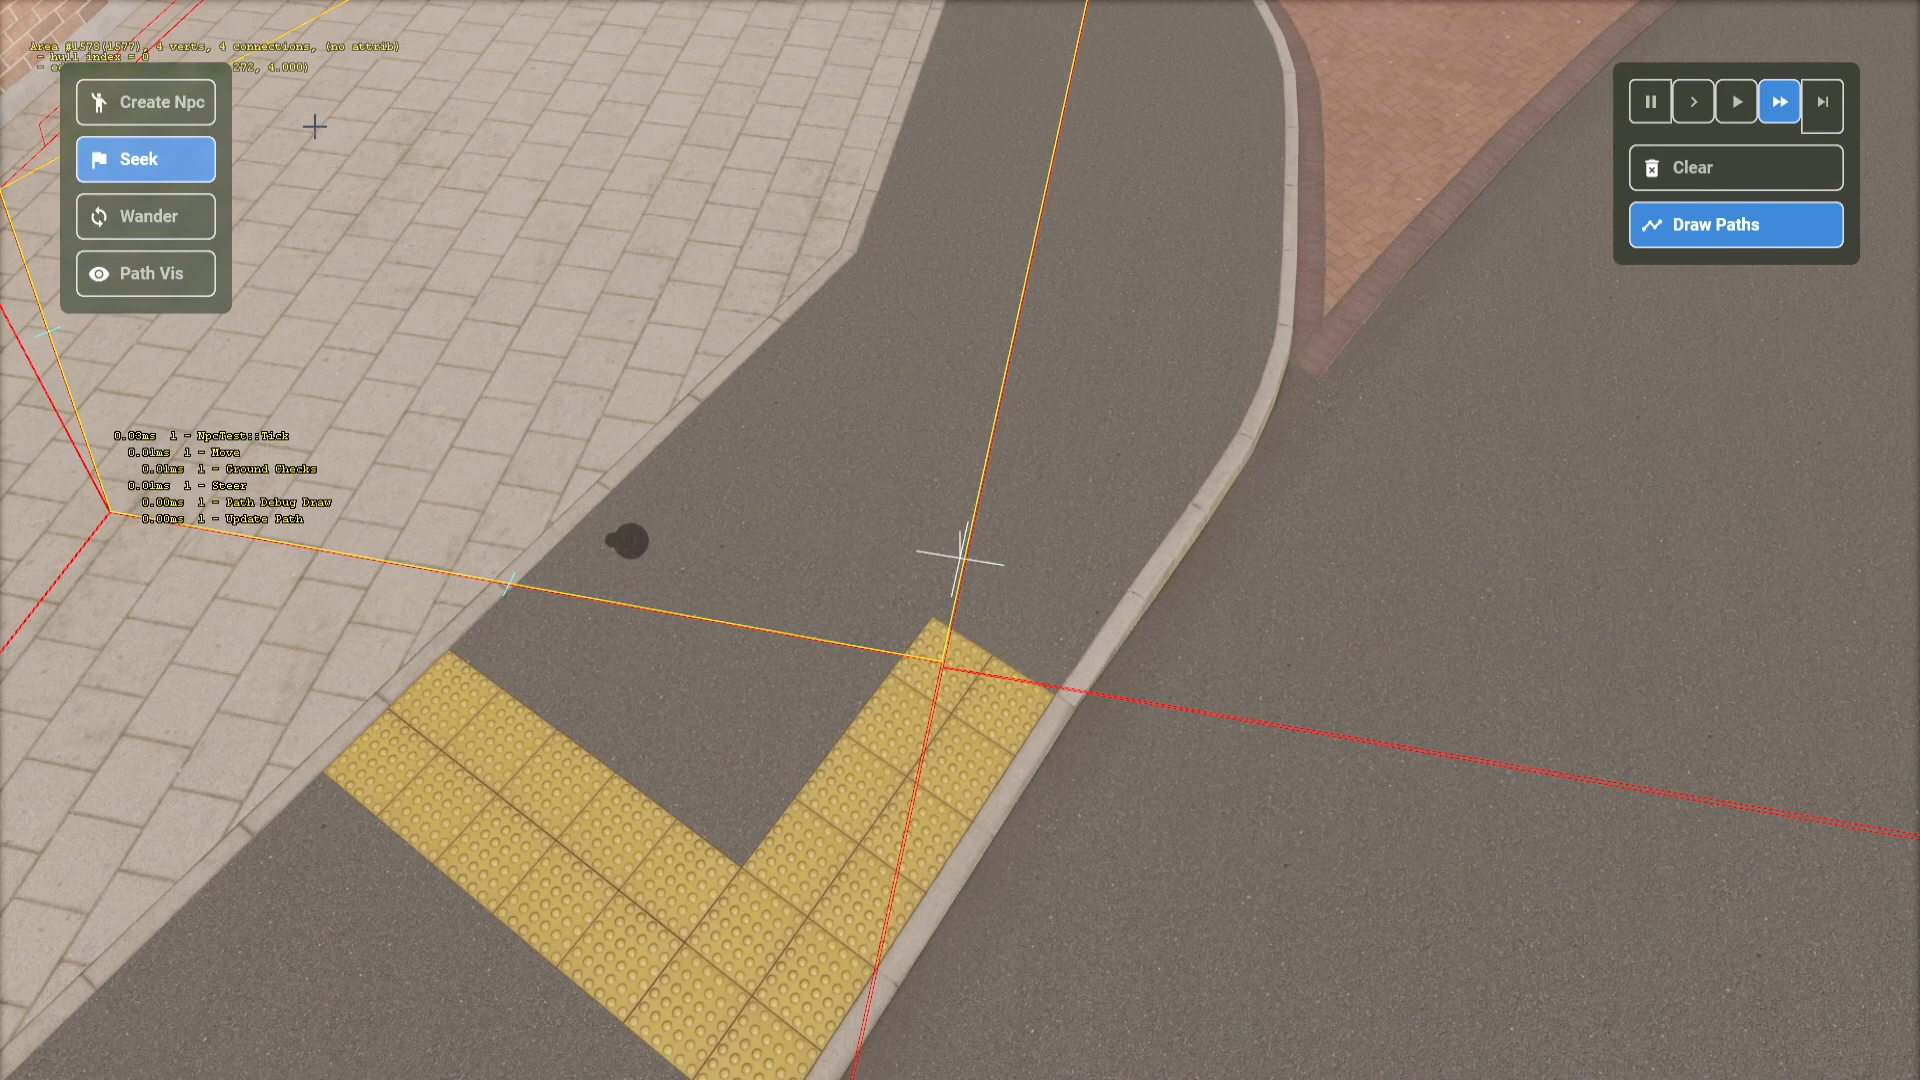 Area #1578(1577), 4 verts, 4 connections, (no attrib)
- hull index = 0
272, 4.000)
Create Npc
Seek
Wander
Path Vis
Clear
Draw Paths
0.03ms 1 - NpcTest::Tick
0.01ms 1 - Move
0.01ms 1 - Ground Checks
0.01ms 1 - Steer
0.00ms 1 - Path Debug Draw
0.00ms 1 - Update Path